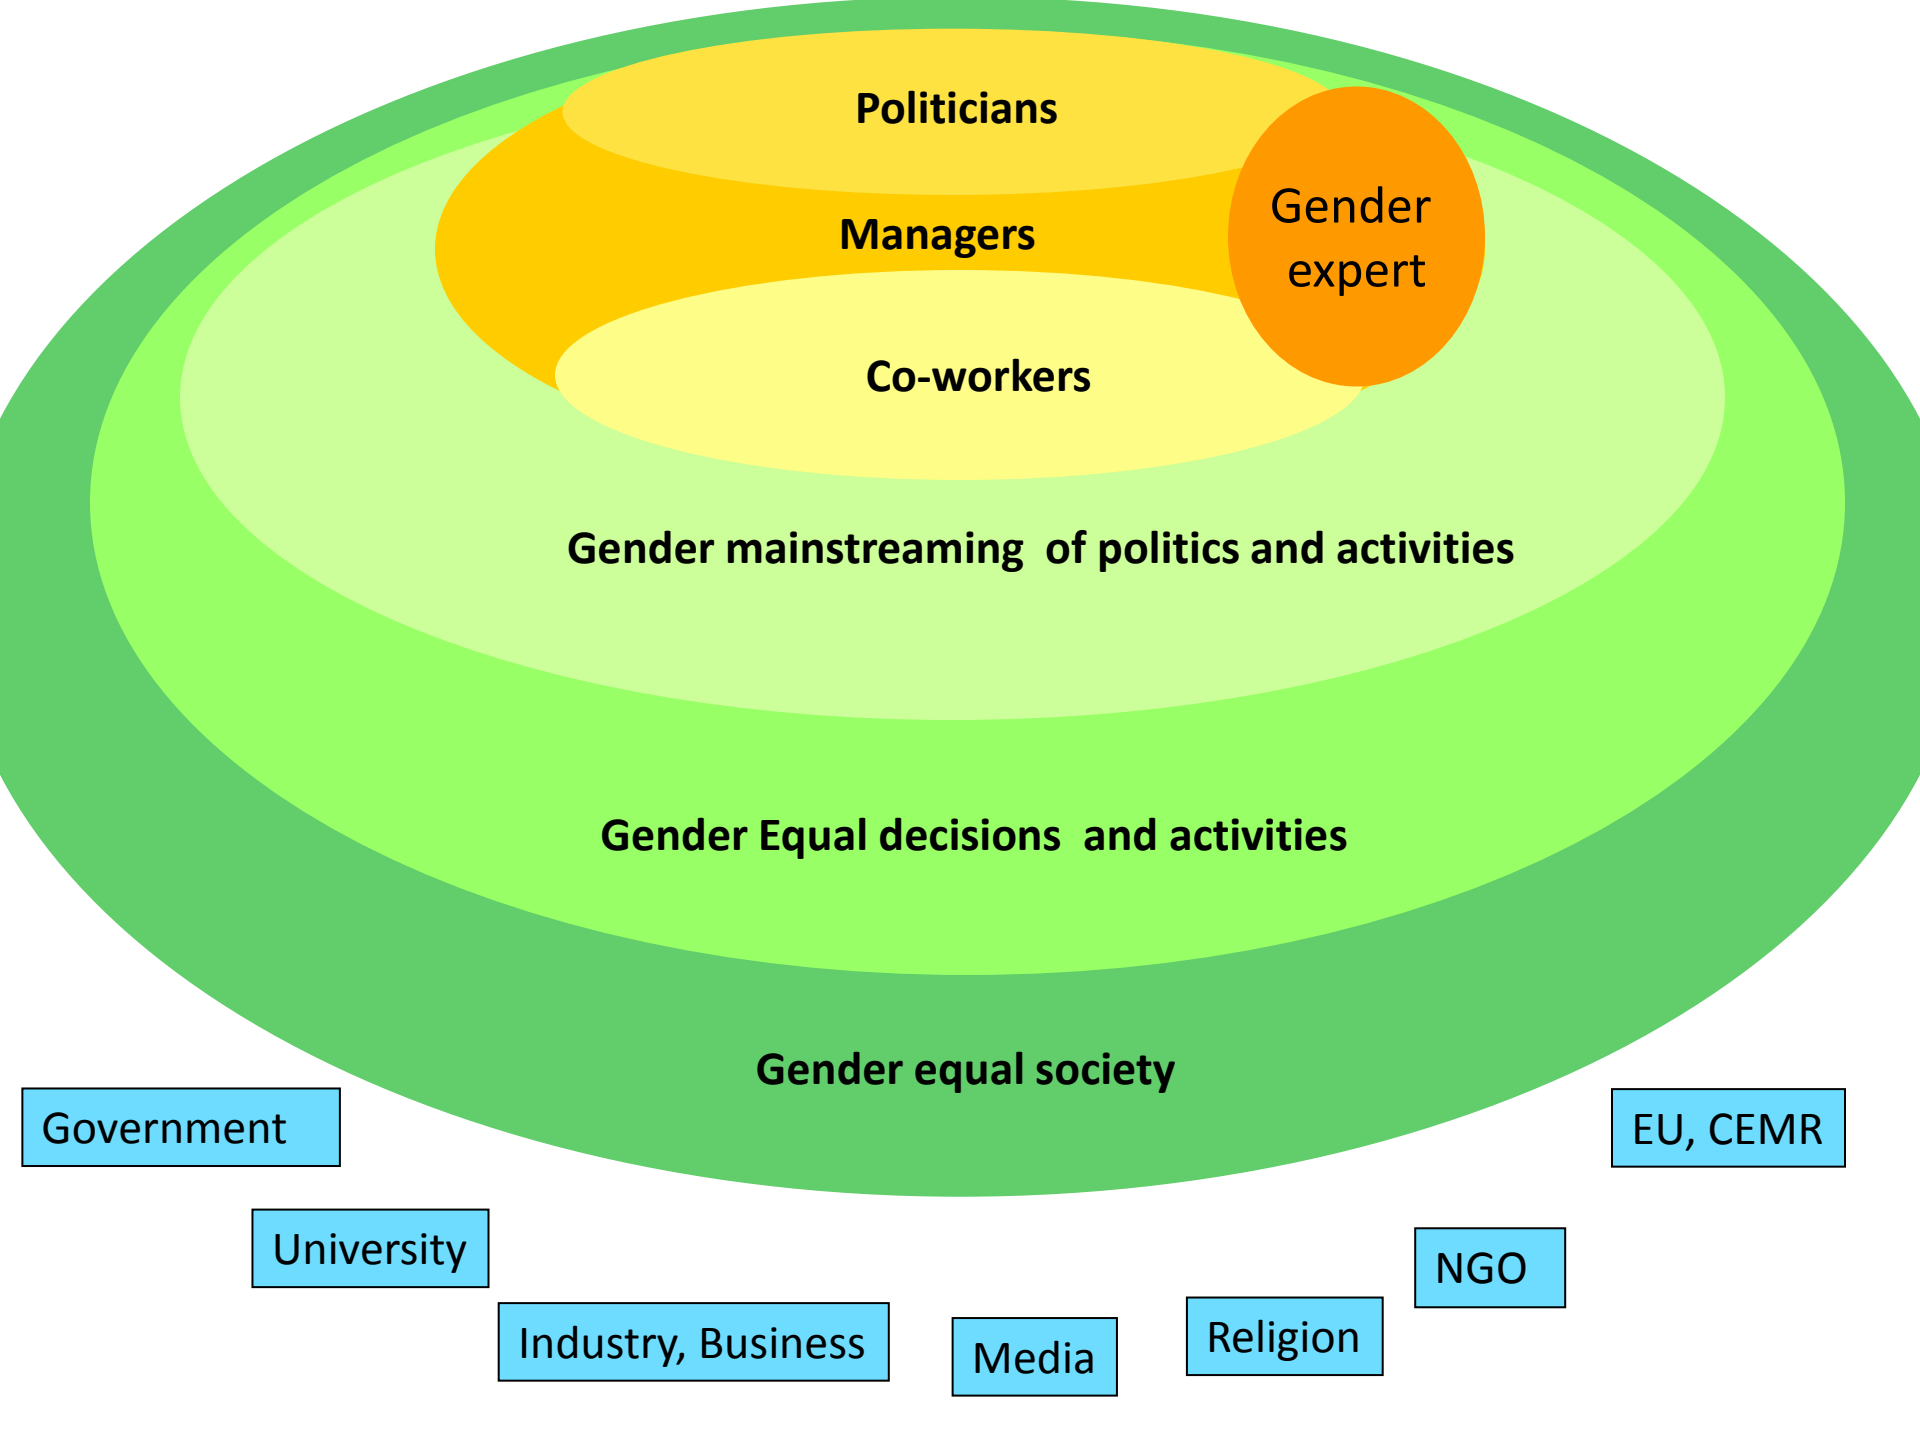 Politicians
Managers
Gender
expert
Co-workers
Gender mainstreaming  of politics and activities
Gender Equal decisions  and activities
Gender equal society
Government
EU, CEMR
University
NGO
Industry, Business
Media
Religion